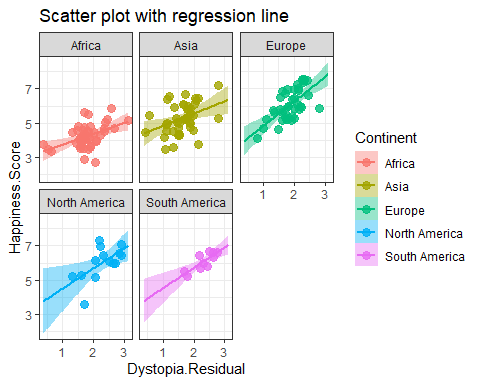 Scatter plot with regression line
Africa
Asia
Europe
7
5
3
North America
South America
1
2
3
7
5
3
1
2
3
1
2
3
Happiness.Score
Dystopia.Residual
Continent
Africa
Asia
Europe
North America
South America